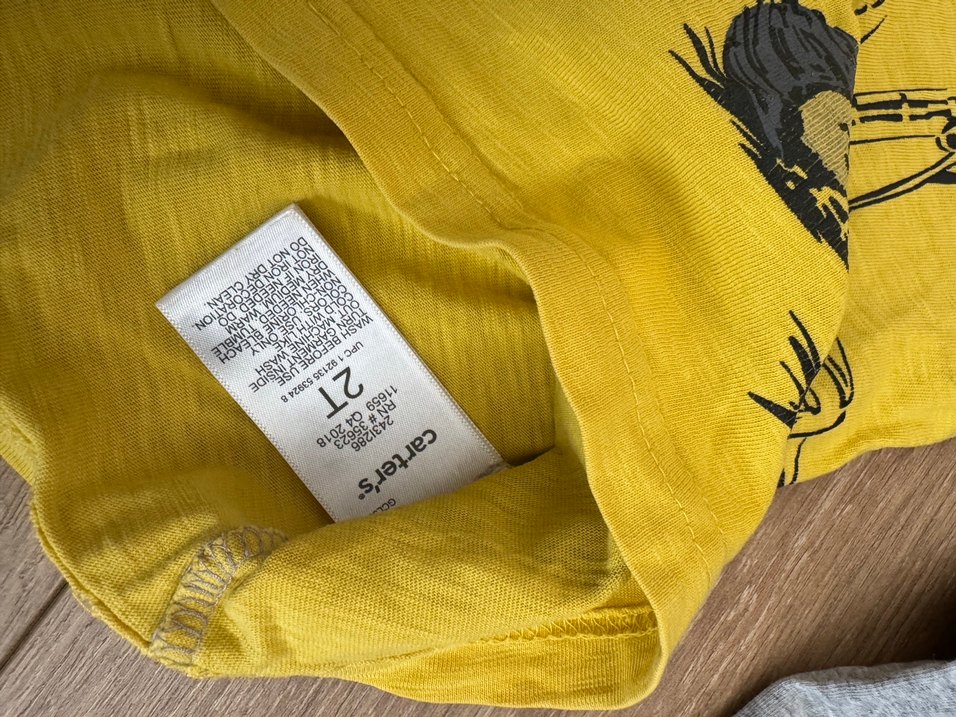 GCL
carter's®
2431286
RN # 35623
11659 Q4 2018
2T
UPC 1 92135 53924 8
WASH BEFORE USE.
TURN INSIDE
OUT. MACHINE WASH
COLD, LIKE
COLORS. USE ONLY
NON-CHLORINE BLEACH
WHEN NEEDED. TUMBLE
DRY MEDIUM. WARM
IRON IF NEEDED. DO
NOT IRON DECORATION.
DO NOT DRY CLEAN.